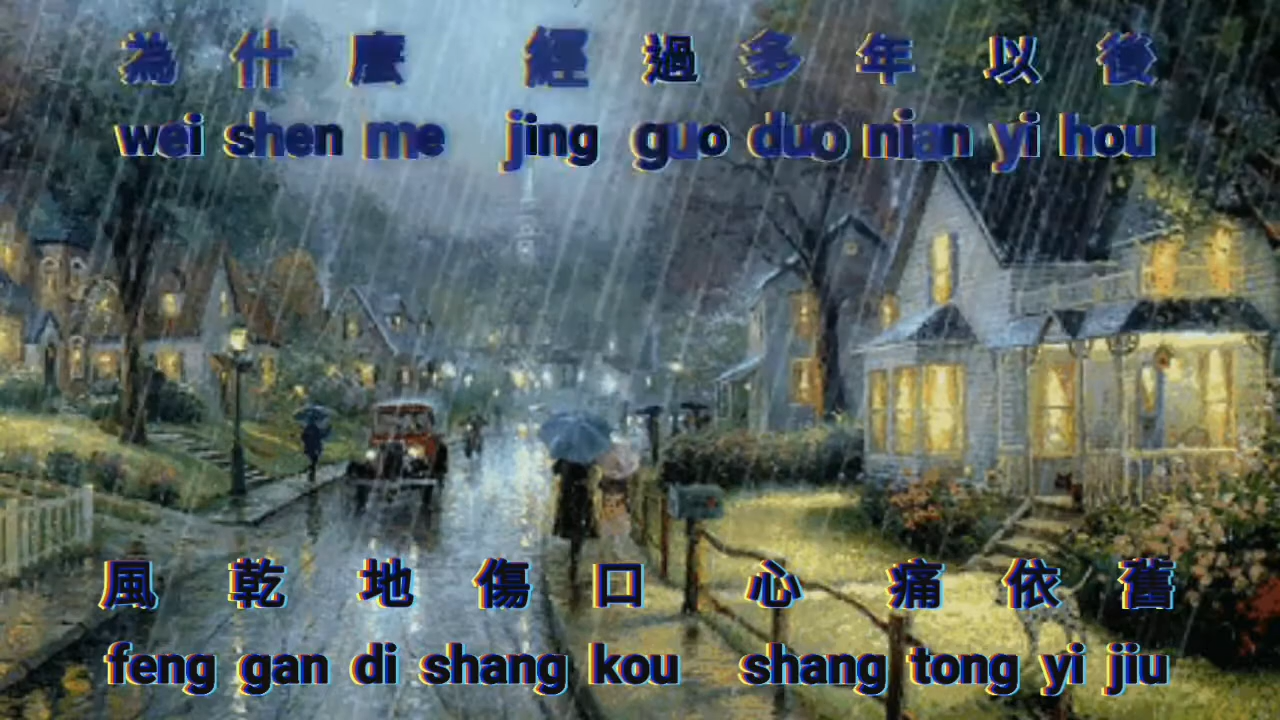 為什麼 經過多年以後
wei shen me jing guo duo nian yi hou
風乾地傷口 心痛依舊
feng gan di shang kou shang tong yi jiu